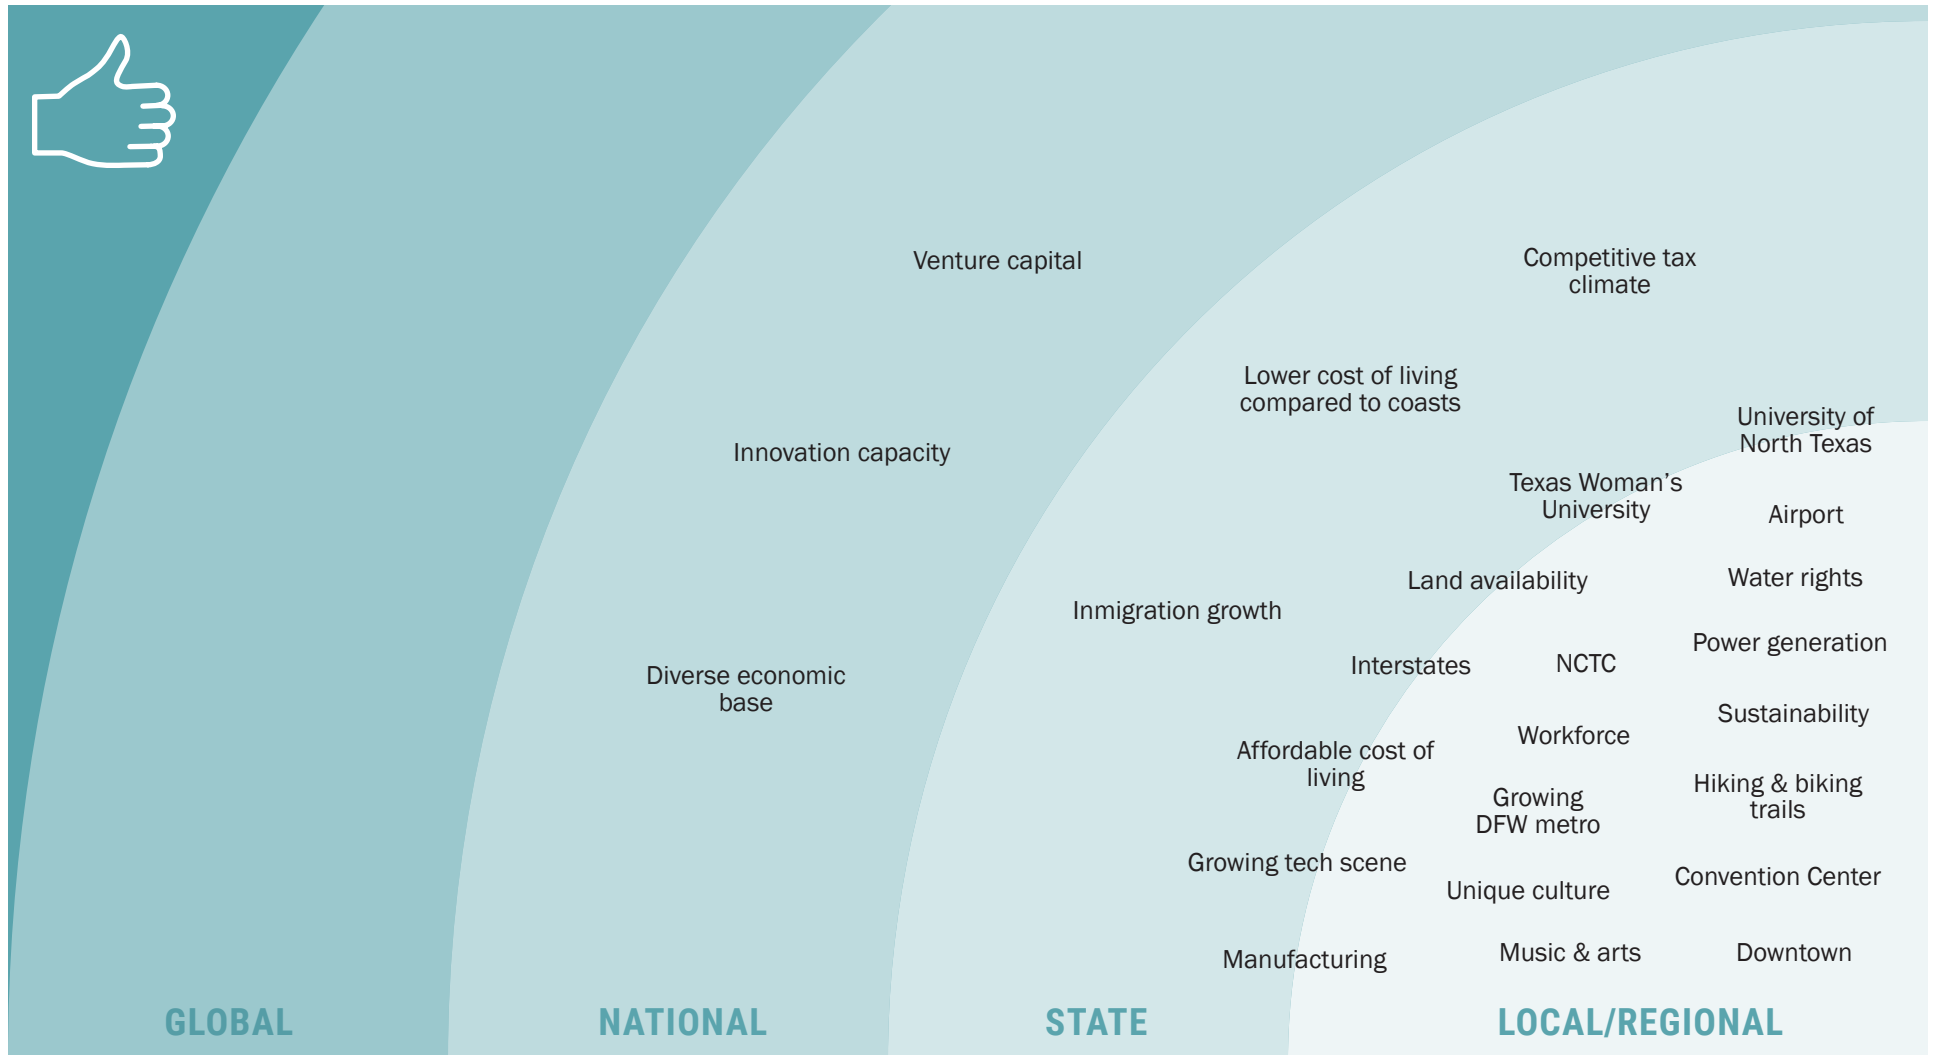 Venture capital
Competitive tax
climate
Lower cost of living
compared to coasts
University of
North Texas
Innovation capacity
Texas Woman’s
University
Airport
Land availability
Water rights
Inmigration growth
Power generation
Interstates
NCTC
Diverse economic
base
Sustainability
Workforce
Affordable cost of
living
Hiking & biking
trails
Growing
DFW metro
Growing tech scene
Convention Center
Unique culture
Manufacturing
Music & arts
Downtown
GLOBAL
NATIONAL
STATE
LOCAL/REGIONAL